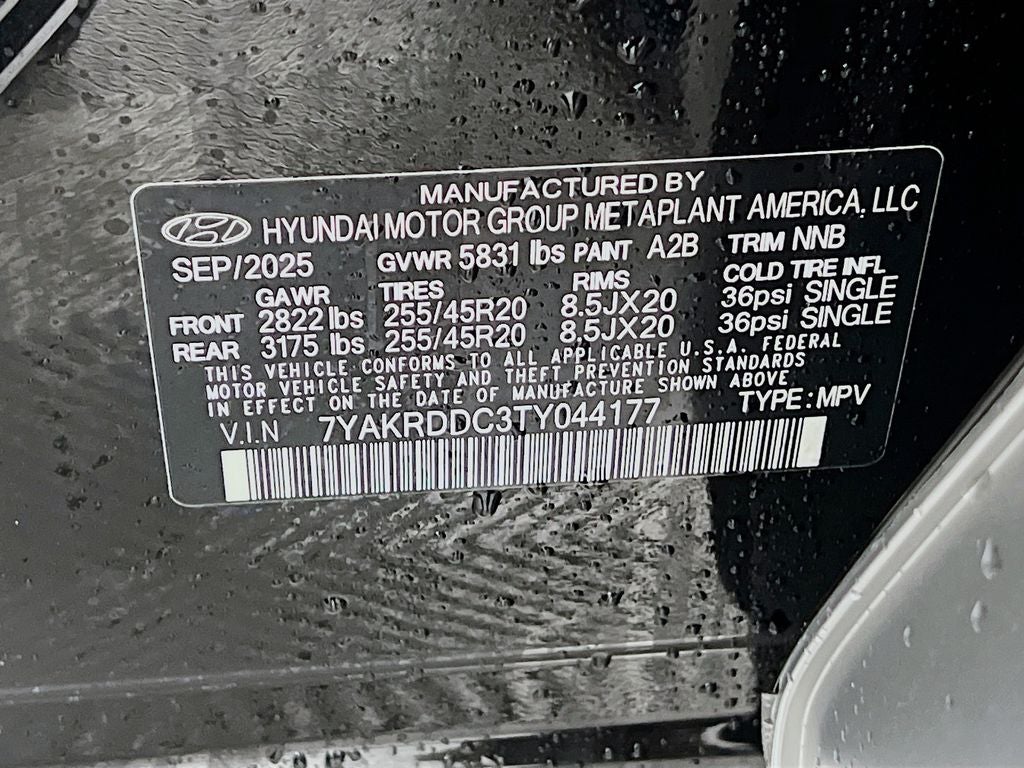 MANUFACTURED BY
HYUNDAI MOTOR GROUP METAPLANT AMERICA, LLC
SEP/2025 GVWR 5831 lbs PAINT A2B TRIM NNB
GAWR TIRES RIMS COLD TIRE INFL
FRONT 2822 lbs 255/45R20 8.5JX20 36psi SINGLE
REAR 3175 lbs 255/45R20 8.5JX20 36psi SINGLE
THIS VEHICLE CONFORMS TO ALL APPLICABLE U.S.A. FEDERAL
MOTOR VEHICLE SAFETY AND THEFT PREVENTION STANDARDS
IN EFFECT ON THE DATE OF MANUFACTURE SHOWN ABOVE
V.I.N 7YAKRDDC3TY044177 TYPE: MPV